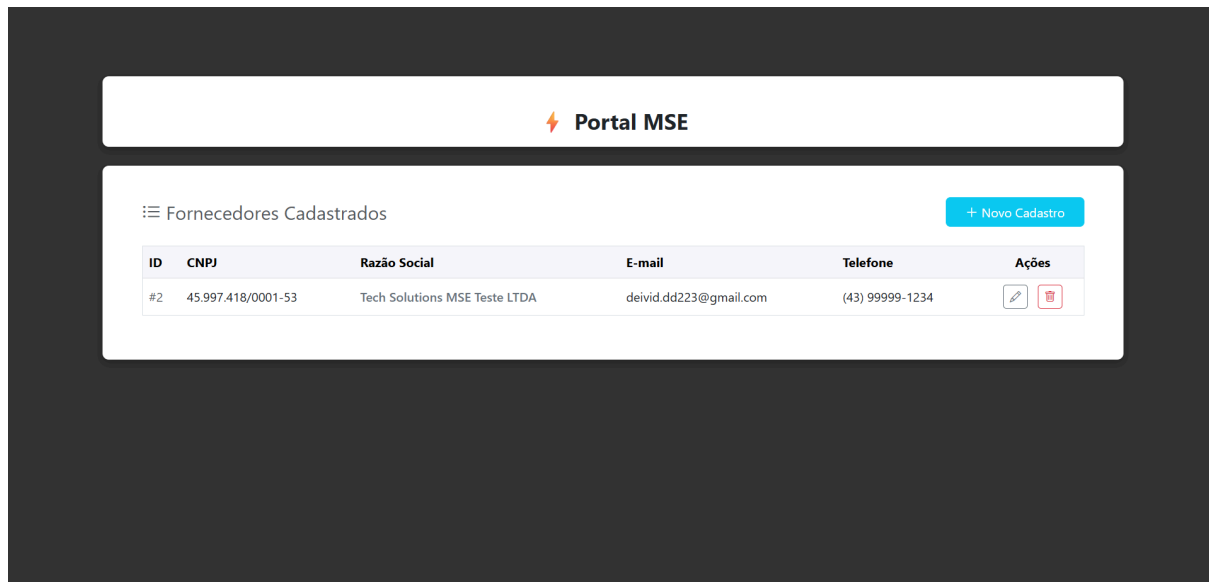 Portal MSE
Fornecedores Cadastrados
+ Novo Cadastro
ID CNPJ Razão Social E-mail Telefone Ações
#2 45.997.418/0001-53 Tech Solutions MSE Teste LTDA deivid.dd223@gmail.com (43) 99999-1234